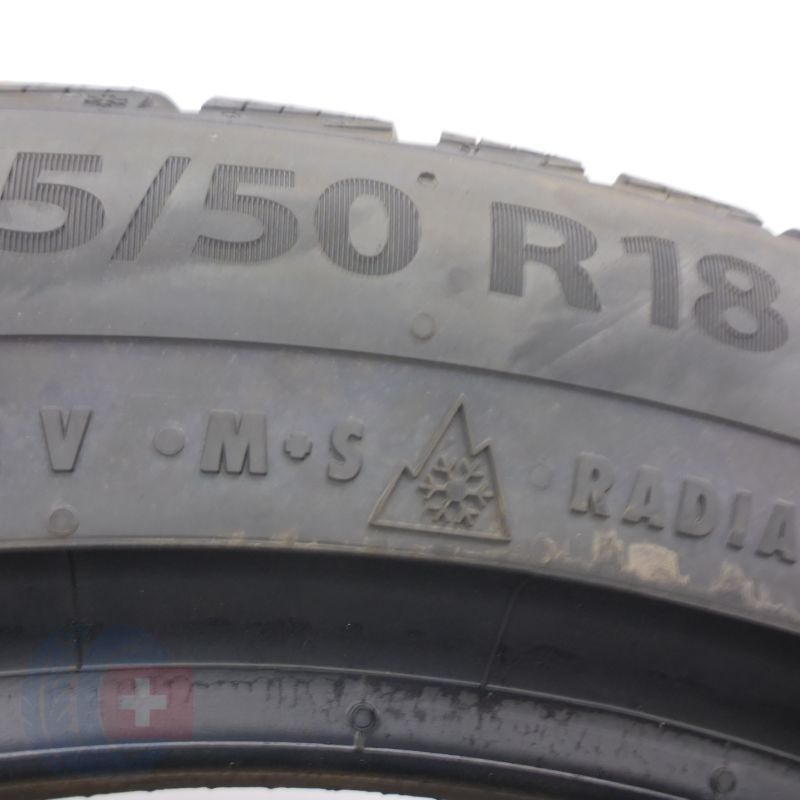 5/50 R18
V • M+S RADIA